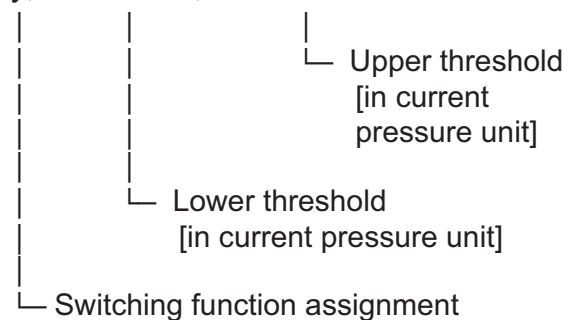 Upper threshold
[in current
pressure unit]
Lower threshold
[in current pressure unit]
Switching function assignment